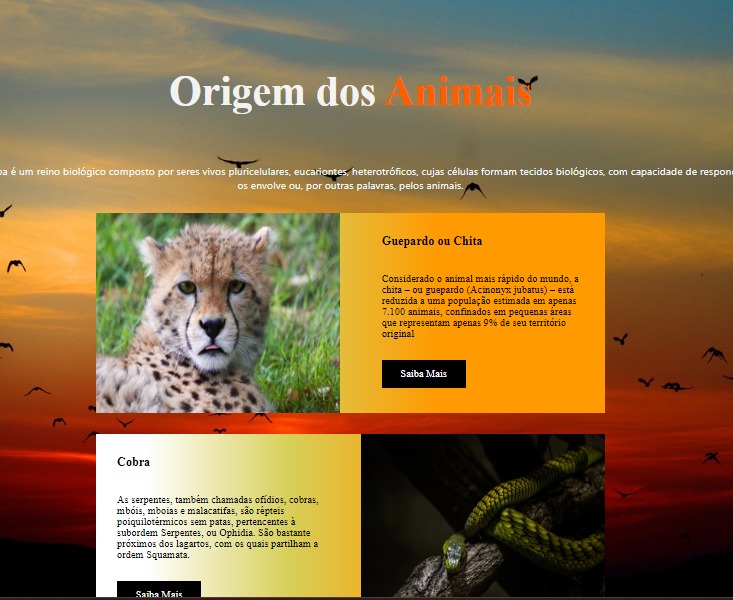 Origem dos Animais
é um reino biológico composto por seres vivos pluricelulares, eucariontes, heterotróficos, cujas células formam tecidos biológicos, com capacidade de
os envolve ou, por outras palavras, pelos animais.
Guepardo ou Chita
Considerado o animal mais rápido do mundo, a
chita – ou guepardo (Acinonyx jubatus) – está
reduzida a uma população estimada em apenas
7.100 animais, confinados em pequenas áreas
que representam apenas 9% de seu território
original
Saiba Mais
Cobra
As serpentes, também chamadas ofídios, cobras,
mbóis, mboias e malacatifas, são répteis
poiquilotérmicos sem patas, pertencentes à
subordem Serpentes, ou Ophidia. São bastante
próximos dos lagartos, com os quais partilham a
ordem Squamata.
Saiba Mais